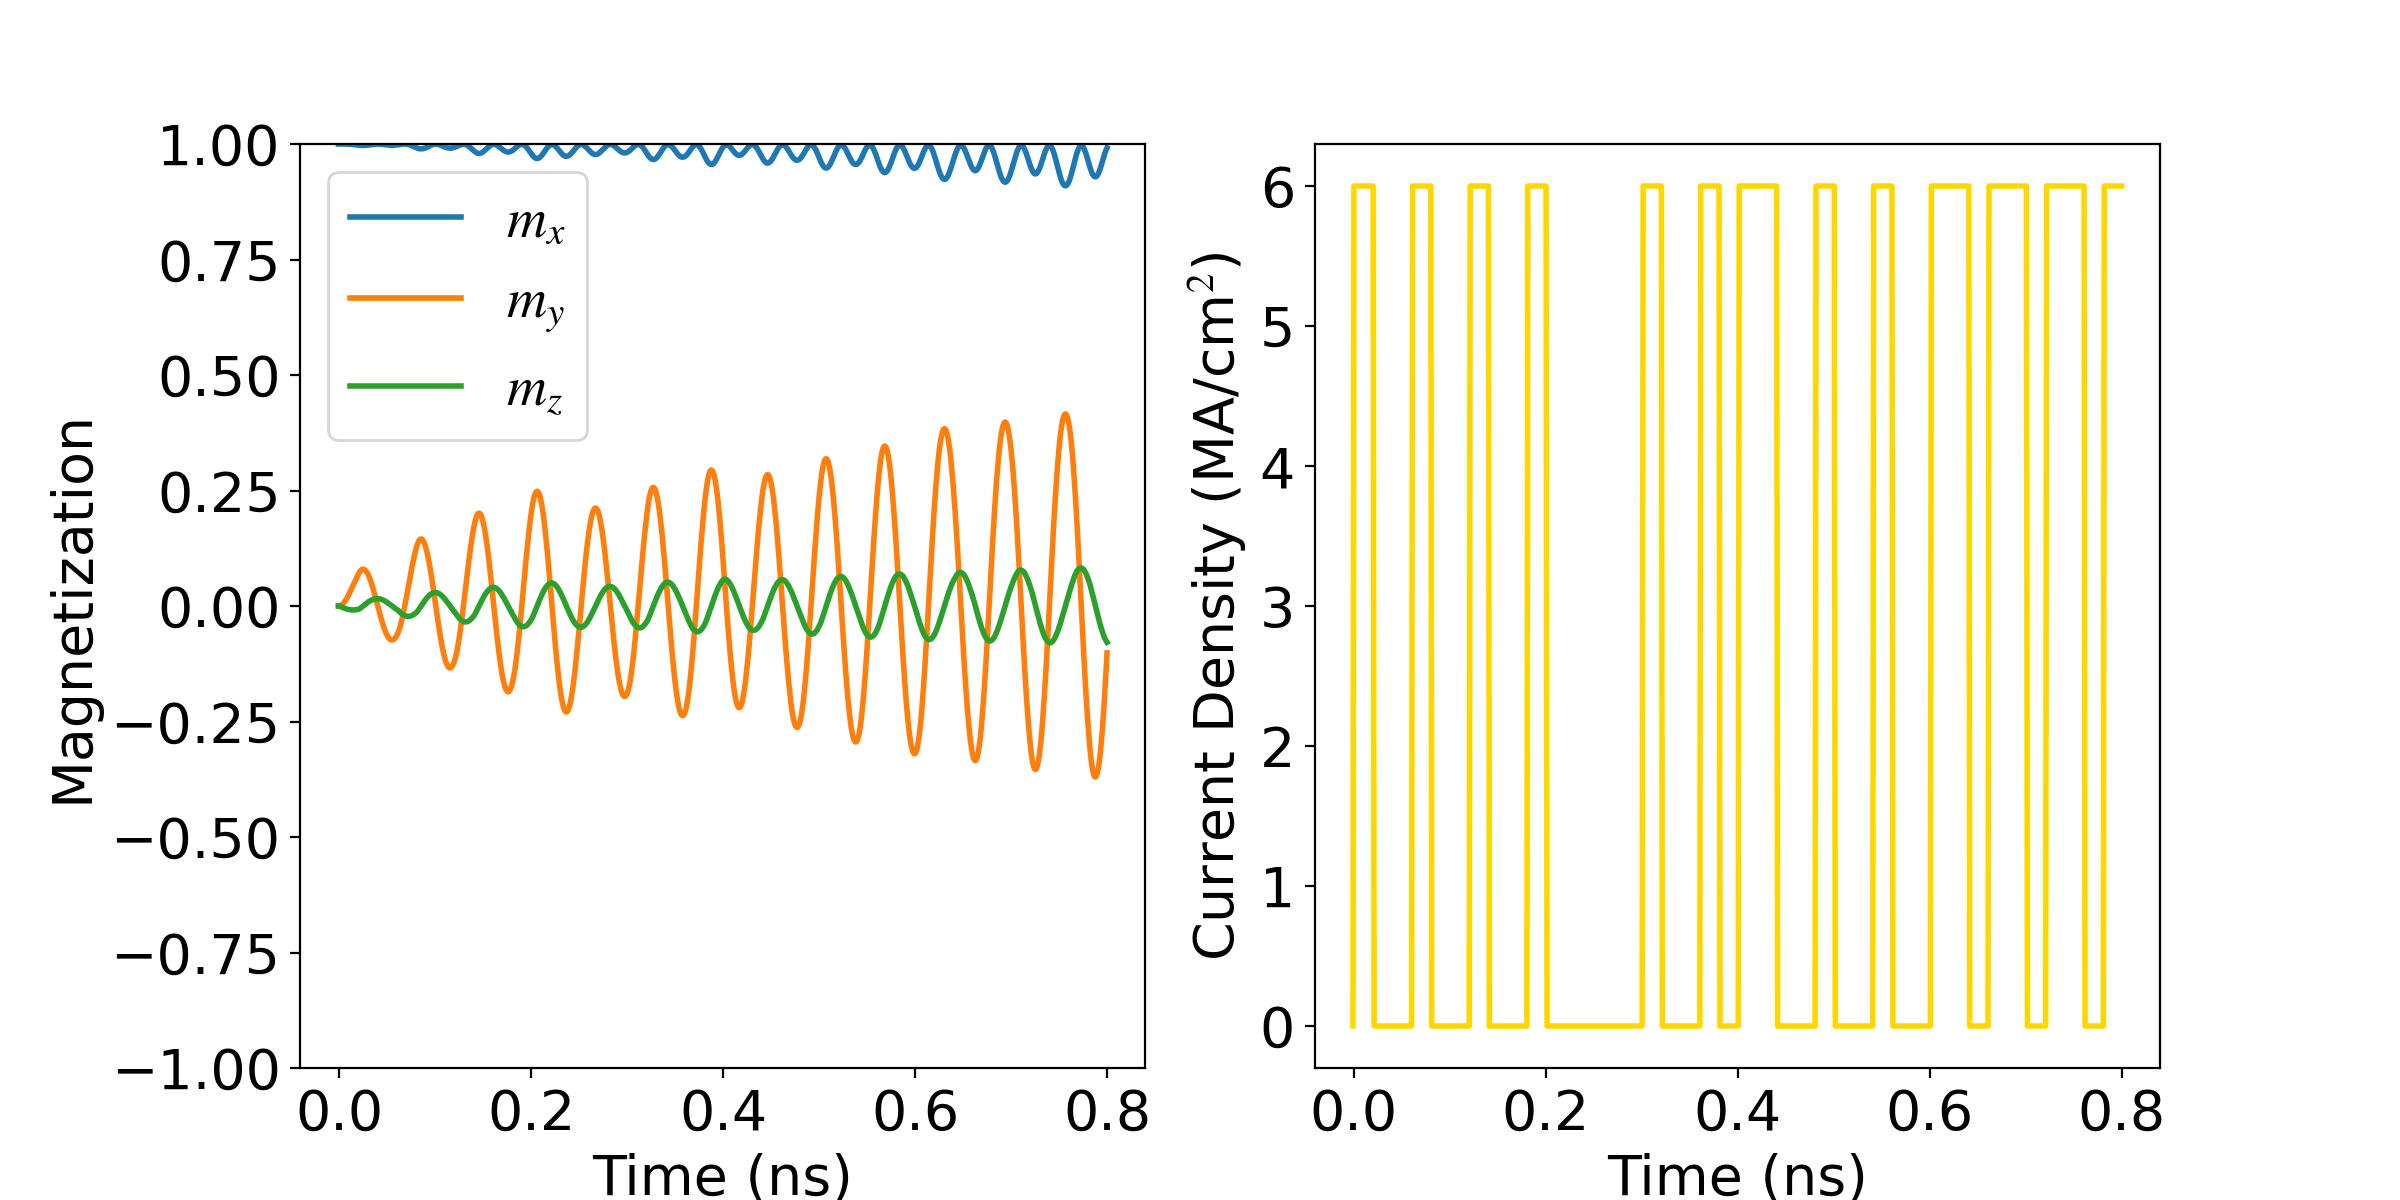 Magnetization
1.00
0.75
0.50
0.25
0.00
−0.25
−0.50
−0.75
−1.00
m_x
m_y
m_z
0.0 0.2 0.4 0.6 0.8
Time (ns)
Current Density (MA/cm²)
6
5
4
3
2
1
0
0.0 0.2 0.4 0.6 0.8
Time (ns)